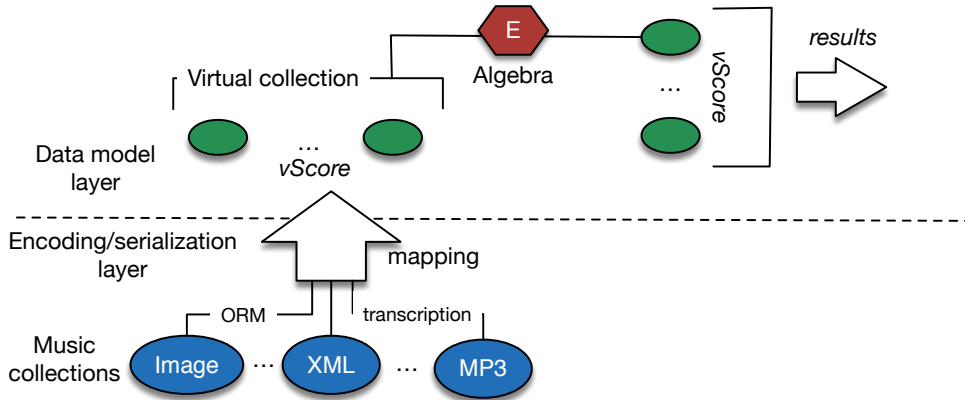 E
results
Algebra
Virtual collection
...
vScore
...
vScore
Data model
layer
Encoding/serialization
layer
mapping
ORM
transcription
Music
collections
Image
...
XML
...
MP3